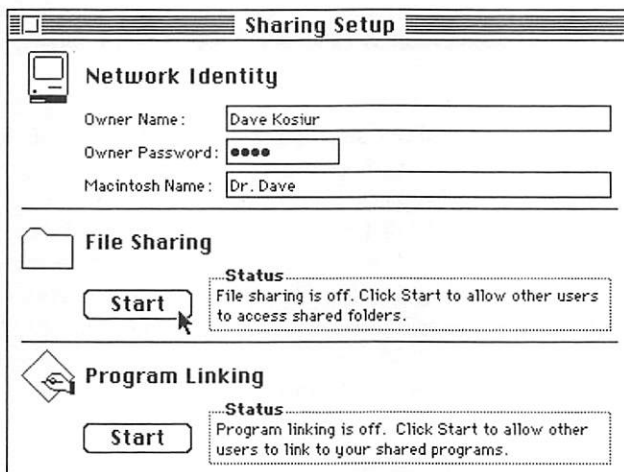 Sharing Setup
Network Identity
Owner Name: Dave Kosiur
Owner Password: ●●●●
Macintosh Name: Dr. Dave
File Sharing
Start
Status
File sharing is off. Click Start to allow other users
to access shared folders.
Program Linking
Start
Status
Program linking is off. Click Start to allow other
users to link to your shared programs.